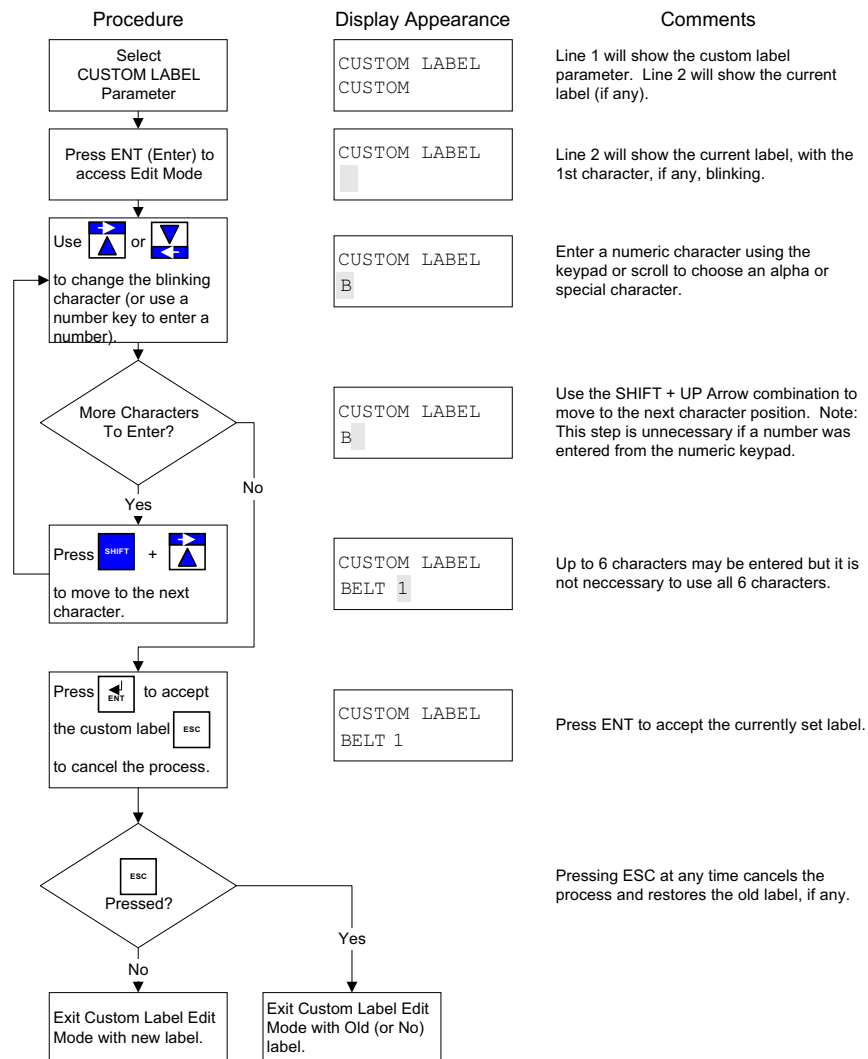 Procedure
Display Appearance
Comments
Select
CUSTOM LABEL
Parameter
CUSTOM LABEL
CUSTOM
Line 1 will show the custom label
parameter.  Line 2 will show the current
label (if any).
Press ENT (Enter) to
access Edit Mode
CUSTOM LABEL
Line 2 will show the current label, with the
1st character, if any, blinking.
Use or
to change the blinking
character (or use a
number key to enter a
number).
CUSTOM LABEL
B
Enter a numeric character using the
keypad or scroll to choose an alpha or
special character.
More Characters
To Enter?
No
Yes
CUSTOM LABEL
B
Use the SHIFT + UP Arrow combination to
move to the next character position.  Note:
This step is unnecessary if a number was
entered from the numeric keypad.
Press SHIFT +
to move to the next
character.
CUSTOM LABEL
BELT 1
Up to 6 characters may be entered but it is
not neccessary to use all 6 characters.
Press ENT to accept
the custom label ESC
to cancel the process.
CUSTOM LABEL
BELT 1
Press ENT to accept the currently set label.
ESC
Pressed?
Yes
No
Pressing ESC at any time cancels the
process and restores the old label, if any.
Exit Custom Label Edit
Mode with new label.
Exit Custom Label Edit
Mode with Old (or No)
label.